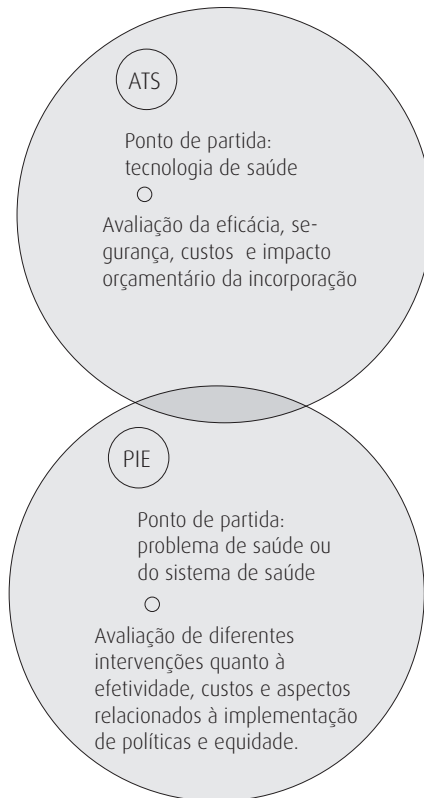 ATS
Ponto de partida:
tecnologia de saúde
Avaliação da eficácia, se-
gurança, custos e impacto
orçamentário da incorporação
PIE
Ponto de partida:
problema de saúde ou
do sistema de saúde
Avaliação de diferentes
intervenções quanto à
efetividade, custos e aspectos
relacionados à implementação
de políticas e equidade.